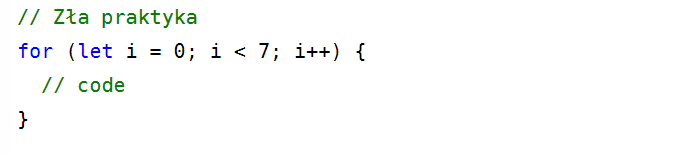 // Zła praktyka
for (let i = 0; i < 7; i++) {
  // code
}